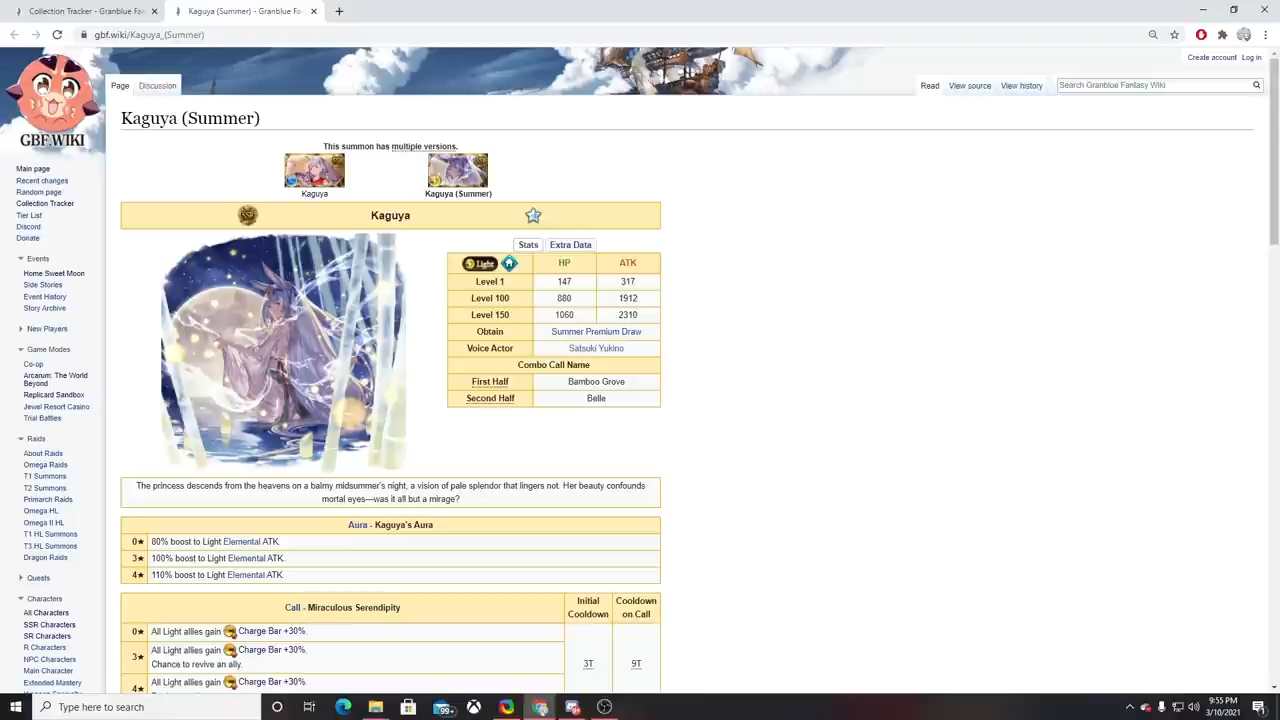 Collection Tracker - Granblue Fa
Kaguya (Summer) - Granblue Fa
gbf.wiki/Kaguya_(Summer)
Create account Log in
Page Discussion Read View source View history Search Granblue Fantasy Wiki
GBF.WIKI
Kaguya (Summer)
This summon has multiple versions.
Kaguya Kaguya (Summer)
Kaguya
Main page
Recent changes
Random page
Collection Tracker
Tier List
Discord
Donate
Events
Home Sweet Moon
Side Stories
Event History
Story Archive
New Players
Game Modes
Co-op
Arcarum: The World
Beyond
Replicard Sandbox
Jewel Resort Casino
Trial Battles
Raids
About Raids
Omega Raids
T1 Summons
T2 Summons
Primarch Raids
Omega HL
Omega II HL
T1 HL Summons
T3 HL Summons
Dragon Raids
Quests
Characters
All Characters
SSR Characters
SR Characters
R Characters
NPC Characters
Main Character
Extended Mastery
Stats Extra Data
Light HP ATK
Level 1 147 317
Level 100 880 1912
Level 150 1060 2310
Obtain Summer Premium Draw
Voice Actor Satsuki Yukino
Combo Call Name
First Half Bamboo Grove
Second Half Belle
The princess descends from the heavens on a balmy midsummer's night, a vision of pale splendor that lingers not. Her beauty confounds
mortal eyes—was it all but a mirage?
Aura - Kaguya's Aura
0★ 80% boost to Light Elemental ATK.
3★ 100% boost to Light Elemental ATK.
4★ 110% boost to Light Elemental ATK.
Call - Miraculous Serendipity
Initial
Cooldown
Cooldown
on Call
0★ All Light allies gain Charge Bar +30%.
3★ All Light allies gain Charge Bar +30%.
Chance to revive an ally.
4★ All Light allies gain Charge Bar +30%.
3T 9T
Type here to search
99+
9:55 PM
3/10/2021